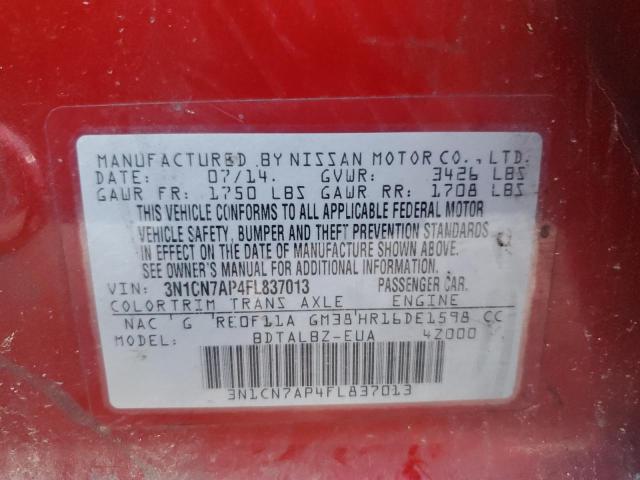 MANUFACTURED BY NISSAN MOTOR CO., LTD.
DATE: 07/14. GVWR: 3426 LBS
GAWR FR: 1750 LBS GAWR RR: 1708 LBS
THIS VEHICLE CONFORMS TO ALL APPLICABLE FEDERAL MOTOR
VEHICLE SAFETY, BUMPER AND THEFT PREVENTION STANDARDS
IN EFFECT ON THE DATE OF MANUFACTURE SHOWN ABOVE.
SEE OWNER'S MANUAL FOR ADDITIONAL INFORMATION.
VIN: 3N1CN7AP4FL837013 PASSENGER CAR.
COLOR TRIM TRANS AXLE ENGINE
NAC G RE0F11A GM38 HR16DE1598 CC
MODEL: BDTALBZ-EUA 4Z000
3N1CN7AP4FL837013